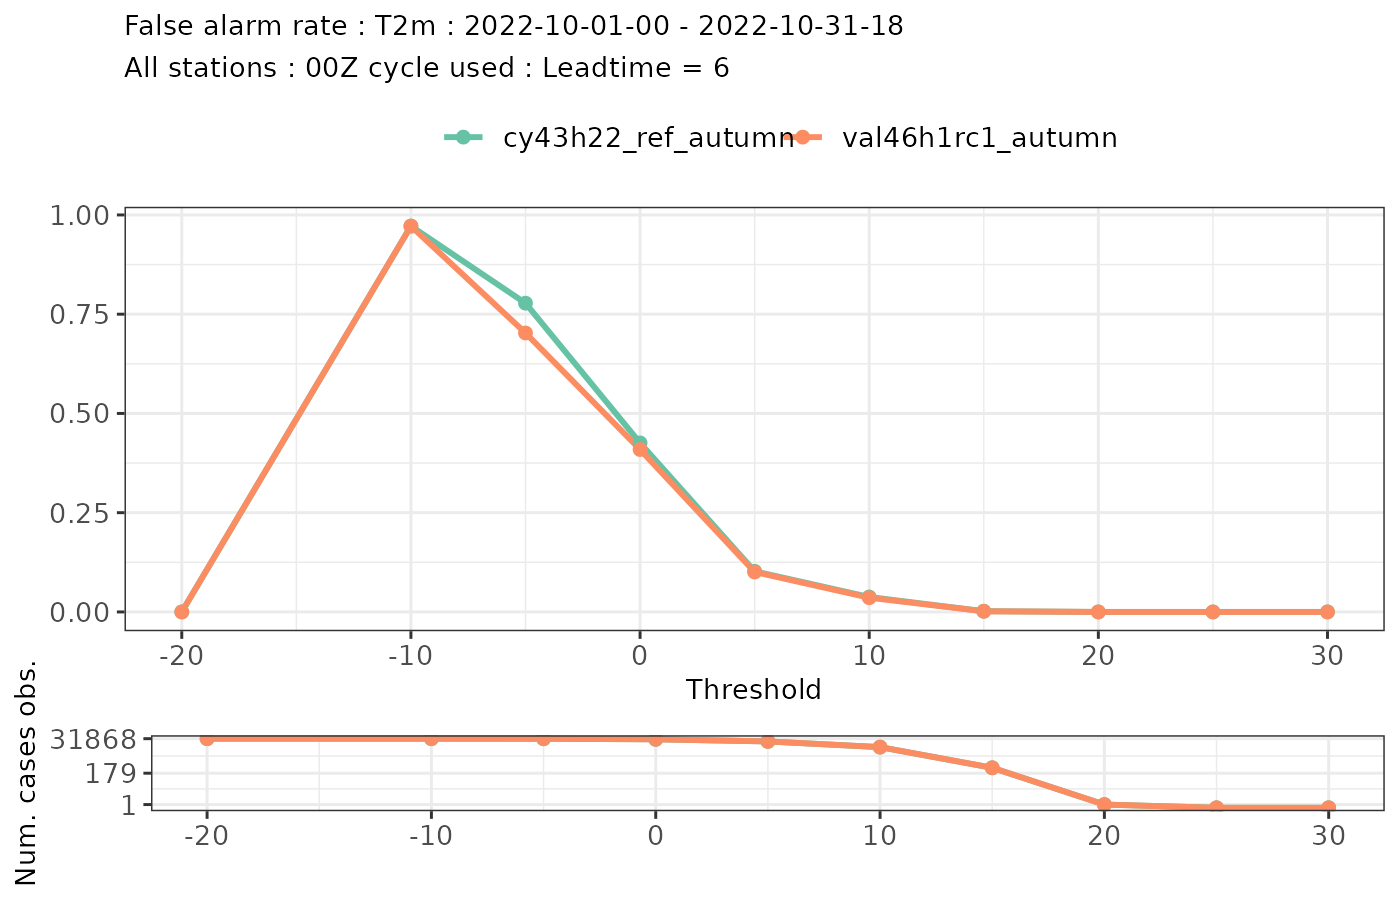 False alarm rate : T2m : 2022-10-01-00 - 2022-10-31-18
All stations : 00Z cycle used : Leadtime = 6
cy43h22_ref_autumn val46h1rc1_autumn
1.00
0.75
0.50
0.25
0.00
-20 -10 0 10 20 30
Threshold
Num. cases obs.
31868
179
1
-20 -10 0 10 20 30